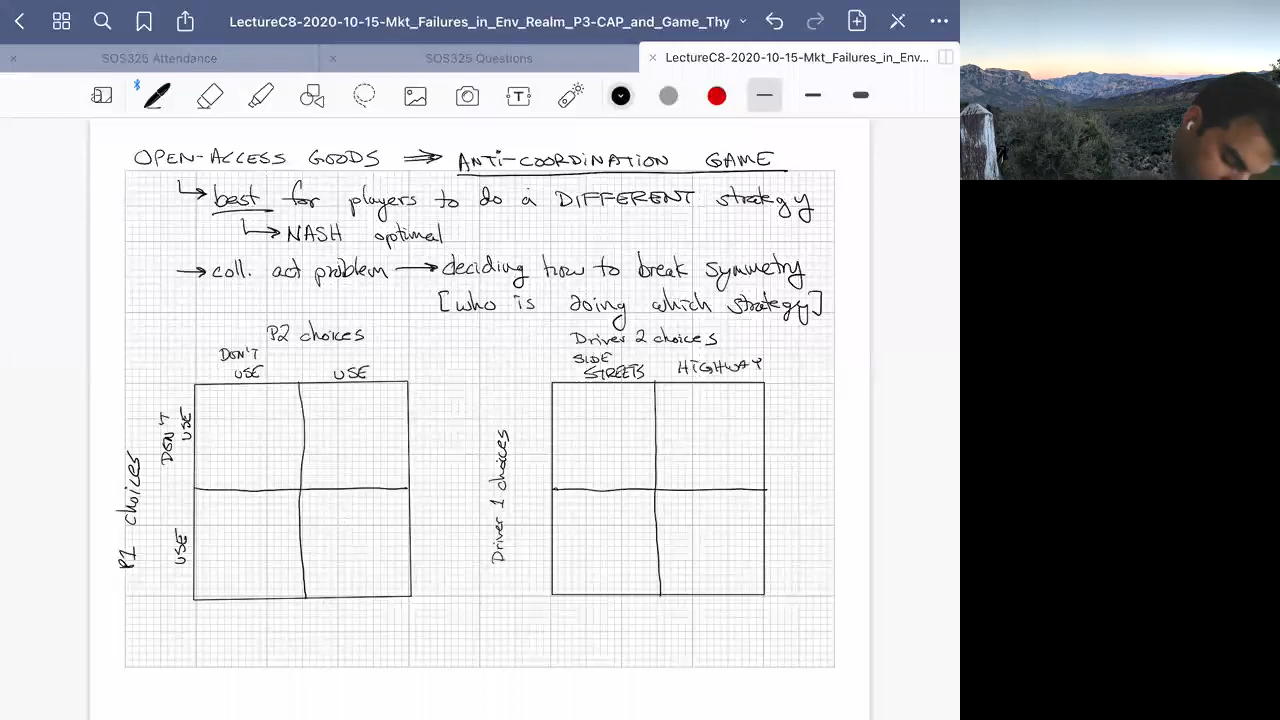 LectureC8-2020-10-15-Mkt_Failures_in_Env_Realm_P3-CAP_and_Game_Thy
SOS325 Attendance
SOS325 Questions
LectureC8-2020-10-15-Mkt_Failures_in_Env...
OPEN-ACCESS GOODS ⇒ ANTI-COORDINATION GAME
↳ best for players to do a DIFFERENT strategy
↳ NASH optimal
→ coll. act problem → deciding how to break symmetry
[who is doing which strategy]
P2 choices
DON'T USE
USE
P1 choices
DON'T USE
USE
Driver 2 choices
SIDE STREETS
HIGHWAY
Driver 1 choices